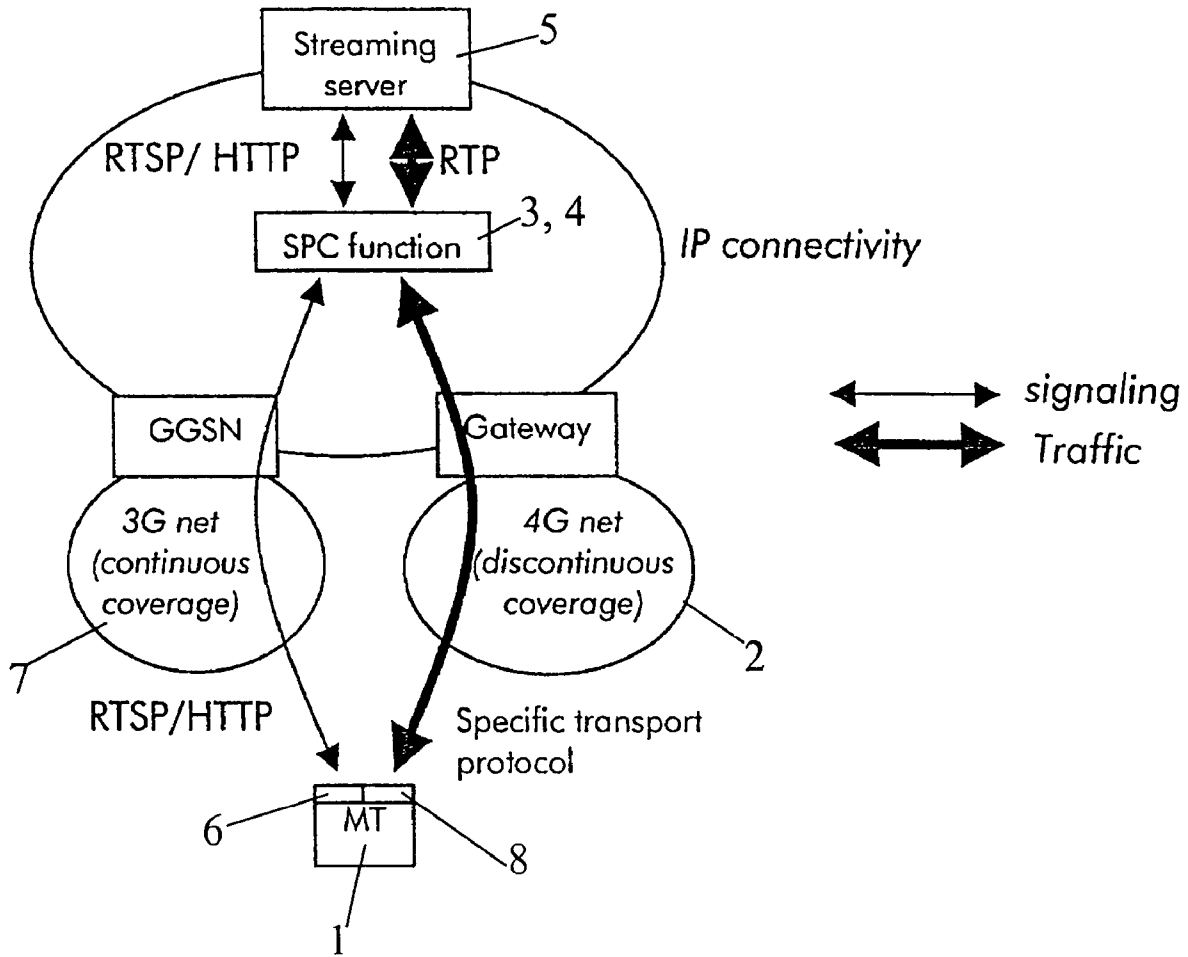 Streaming
server
5
RTSP/ HTTP
RTP
3, 4
SPC function
IP connectivity
signaling
Traffic
GGSN
Gateway
3G net
(continuous
coverage)
4G net
(discontinuous
coverage)
7
2
RTSP/HTTP
Specific transport
protocol
6
MT
8
1